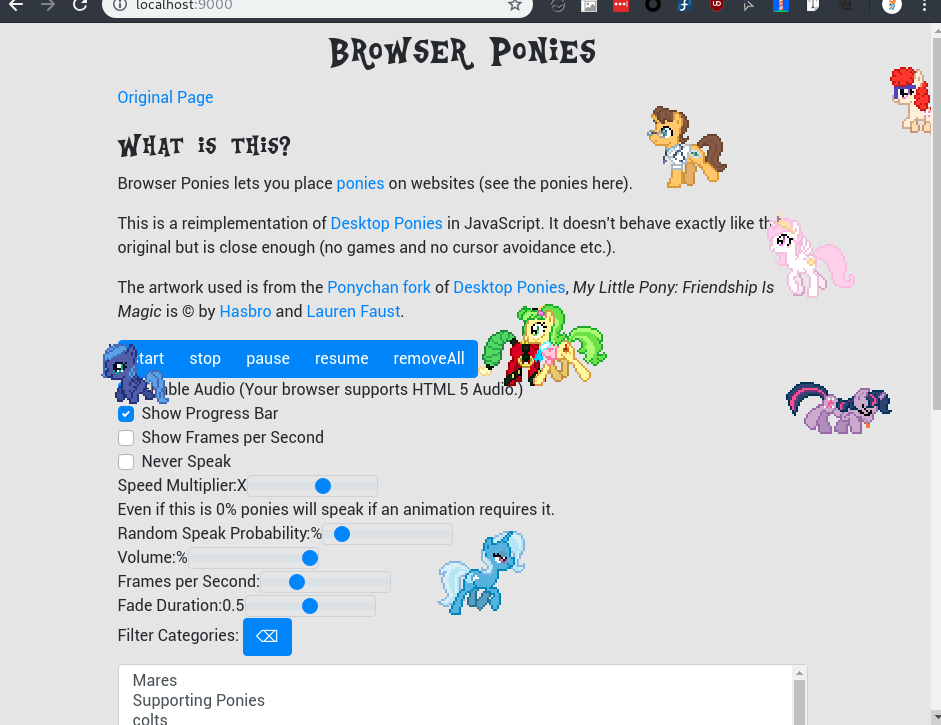 localhost:9000
Browser Ponies
Original Page
What is this?
Browser Ponies lets you place ponies on websites (see the ponies here).
This is a reimplementation of Desktop Ponies in JavaScript. It doesn't behave exactly like
original but is close enough (no games and no cursor avoidance etc.).
The artwork used is from the Ponychan fork of Desktop Ponies, My Little Pony: Friendship Is
Magic is © by Hasbro and Lauren Faust.
stop pause resume removeAll
Audio (Your browser supports HTML 5 Audio.)
Show Progress Bar
Show Frames per Second
Never Speak
Speed Multiplier:X
Even if this is 0% ponies will speak if an animation requires it.
Random Speak Probability:%
Volume:%
Frames per Second:
Fade Duration:0.5
Filter Categories: ⌫
Mares
Supporting Ponies
colts